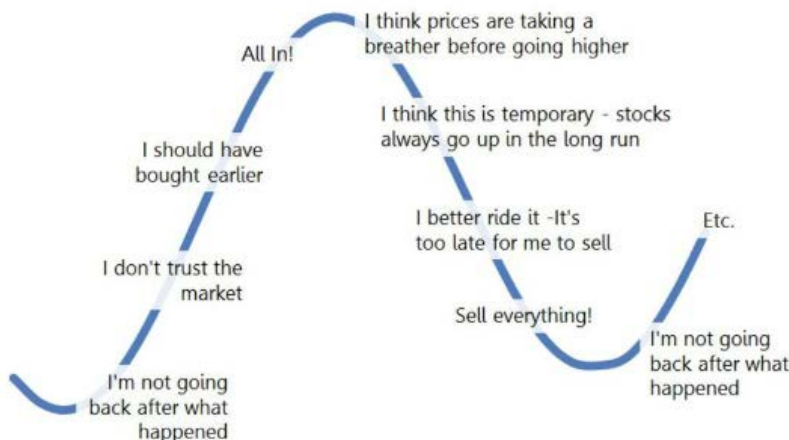 I think prices are taking a
breather before going higher
All In!
I think this is temporary - stocks
always go up in the long run
I should have
bought earlier
I better ride it -It's
too late for me to sell
Etc.
I don't trust the
market
Sell everything!
I'm not going
back after what
happened
I'm not going
back after what
happened